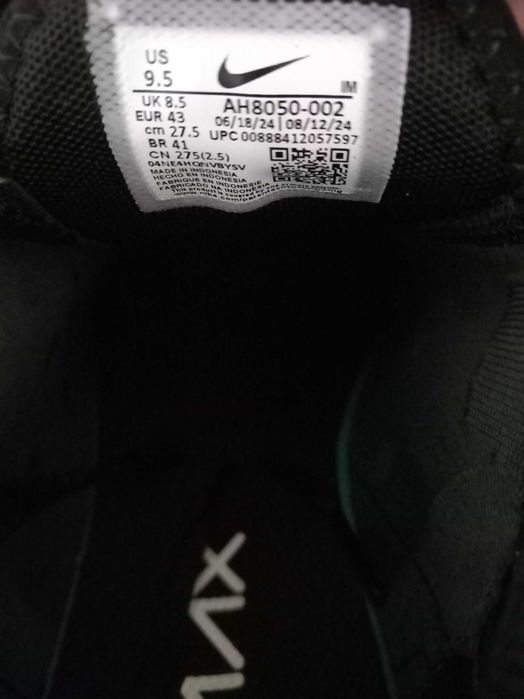 US
9.5
IM
UK 8.5
EUR 43
cm 27.5
BR 41
CN 275(2.5)
AH8050-002
06/18/24 | 08/12/24
UPC 00888412057597
MADE IN INDONESIA
HECHO EN INDONESIA
FABRIQUE EN INDONESIE
FABRICADO NA INDONESIA
MAX